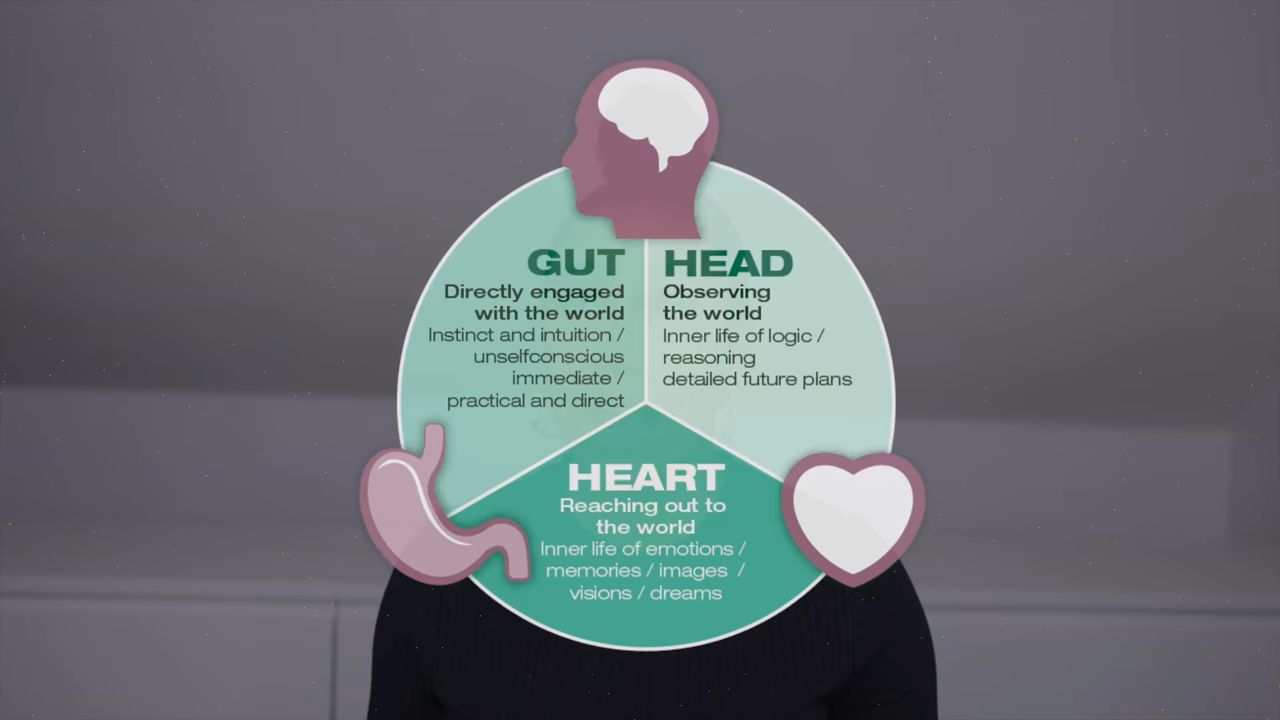 GUT
Directly engaged
with the world
Instinct and intuition /
unselfconscious
immediate /
practical and direct
HEAD
Observing
the world
Inner life of logic /
reasoning
detailed future plans
HEART
Reaching out to
the world
Inner life of emotions /
memories / images /
visions / dreams